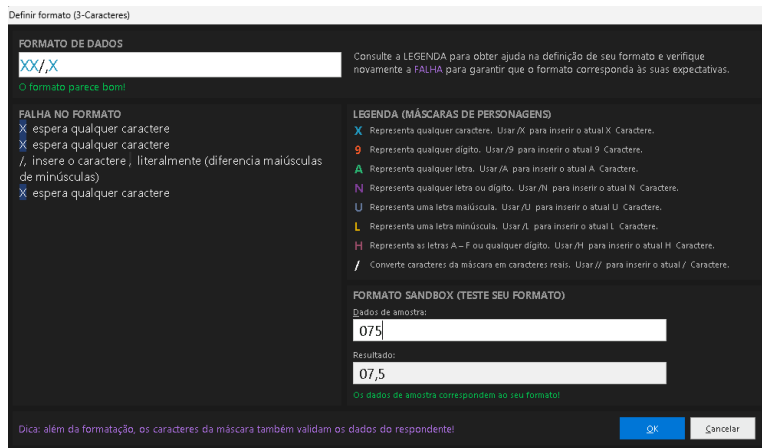 Definir formato (3-Caracteres)
FORMATO DE DADOS
XX/,X
O formato parece bom!
Consulte a LEGENDA para obter ajuda na definição de seu formato e verifique
novamente a FALHA para garantir que o formato corresponda às suas expectativas.
FALHA NO FORMATO
X espera qualquer caractere
X espera qualquer caractere
/, insere o caractere , literalmente (diferencia maiúsculas
de minúsculas)
X espera qualquer caractere
LEGENDA (MÁSCARAS DE PERSONAGENS)
X Representa qualquer caractere. Usar /X para inserir o atual X Caractere.
9 Representa qualquer dígito. Usar /9 para inserir o atual 9 Caractere.
A Representa qualquer letra. Usar /A para inserir o atual A Caractere.
N Representa qualquer letra ou dígito. Usar /N para inserir o atual N Caractere.
U Representa uma letra maiúscula. Usar /U para inserir o atual U Caractere.
L Representa uma letra minúscula. Usar /L para inserir o atual L Caractere.
H Representa as letras A – F ou qualquer dígito. Usar /H para inserir o atual H Caractere.
/ Converte caracteres da máscara em caracteres reais. Usar // para inserir o atual / Caractere.
FORMATO SANDBOX (TESTE SEU FORMATO)
Dados de amostra:
075
Resultado:
07,5
Os dados de amostra correspondem ao seu formato!
Dica: além da formatação, os caracteres da máscara também validam os dados do respondente!
OK
Cancelar